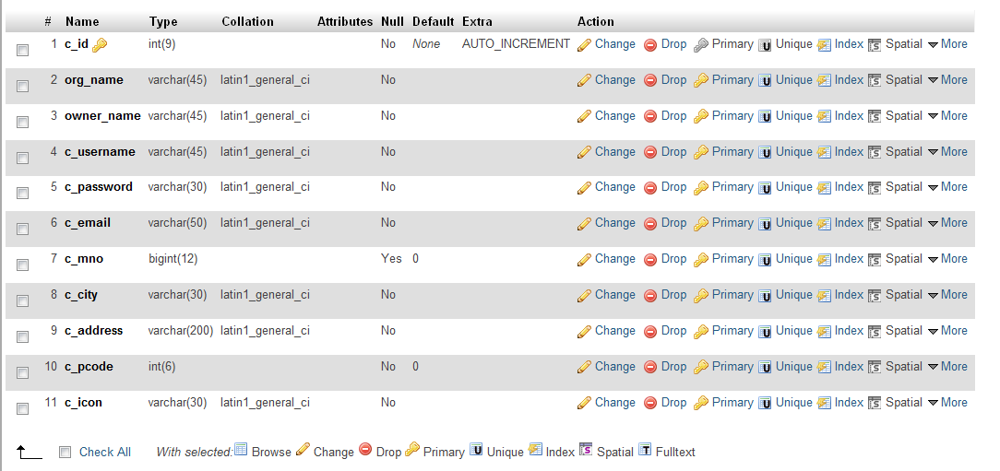 # Name Type Collation Attributes Null Default Extra Action
1 c_id int(9) No None AUTO_INCREMENT Change Drop Primary Unique Index Spatial More
2 org_name varchar(45) latin1_general_ci No Change Drop Primary Unique Index Spatial More
3 owner_name varchar(45) latin1_general_ci No Change Drop Primary Unique Index Spatial More
4 c_username varchar(45) latin1_general_ci No Change Drop Primary Unique Index Spatial More
5 c_password varchar(30) latin1_general_ci No Change Drop Primary Unique Index Spatial More
6 c_email varchar(50) latin1_general_ci No Change Drop Primary Unique Index Spatial More
7 c_mno bigint(12) Yes 0 Change Drop Primary Unique Index Spatial More
8 c_city varchar(30) latin1_general_ci No Change Drop Primary Unique Index Spatial More
9 c_address varchar(200) latin1_general_ci No Change Drop Primary Unique Index Spatial More
10 c_pcode int(6) No 0 Change Drop Primary Unique Index Spatial More
11 c_icon varchar(30) latin1_general_ci No Change Drop Primary Unique Index Spatial More
Check All With selected: Browse Change Drop Primary Unique Index Spatial Fulltext